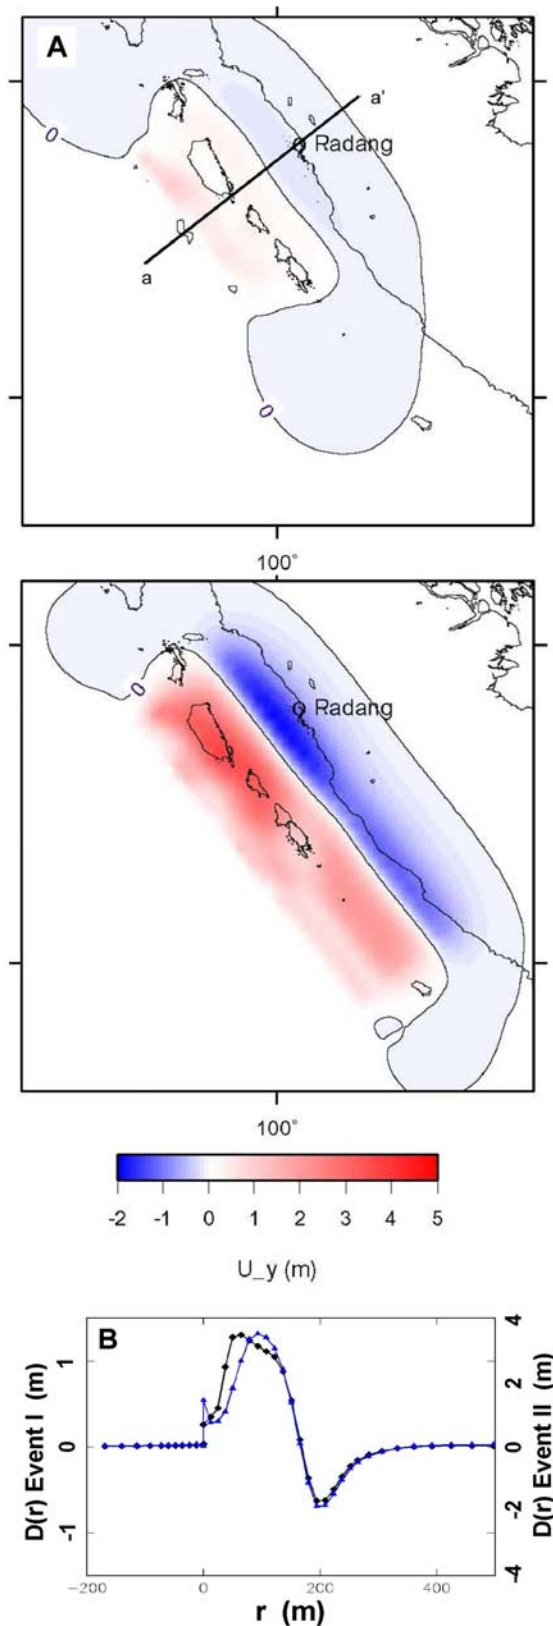 A
a'
0
Radang
a
0
100°
0
Radang
100°
-2 -1 0 1 2 3 4 5
U_y (m)
B
D(r) Event I (m)
1
0
-1
4
2
0
-2
-4
D(r) Event II (m)
-200 0 200 400
r (m)